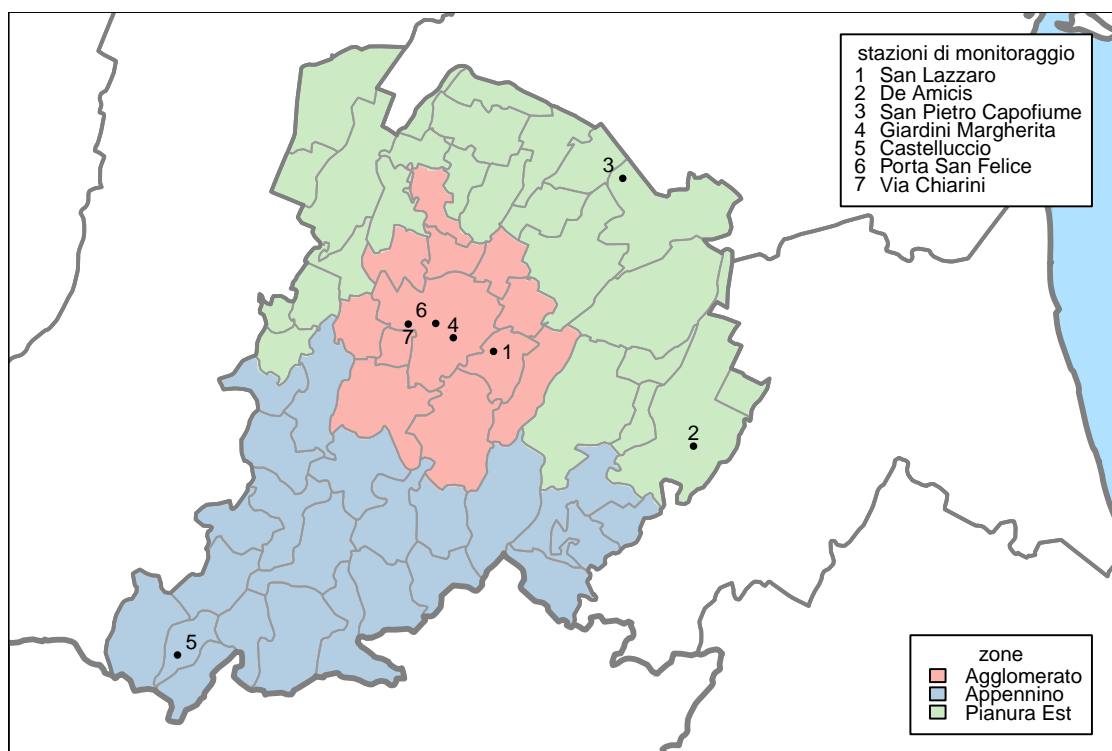 stazioni di monitoraggio
1 San Lazzaro
2 De Amicis
3 San Pietro Capofiume
4 Giardini Margherita
5 Castelluccio
6 Porta San Felice
7 Via Chiarini
3
6
4
7
1
2
5
zone
Agglomerato
Appennino
Pianura Est